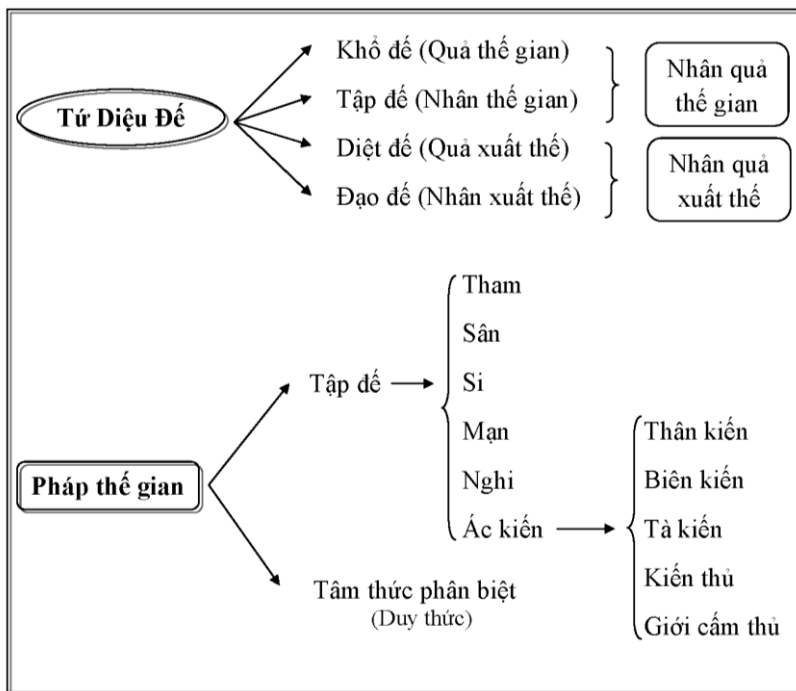 Tứ Diệu Đế
Khổ đế (Quả thế gian)
Tập đế (Nhân thế gian)
Diệt đế (Quả xuất thế)
Đạo đế (Nhân xuất thế)
Nhân quả
thế gian
Nhân quả
xuất thế
Pháp thế gian
Tập đế
Tham
Sân
Si
Mạn
Nghi
Ác kiến
Thân kiến
Biên kiến
Tà kiến
Kiến thủ
Giới cấm thủ
Tâm thức phân biệt
(Duy thức)